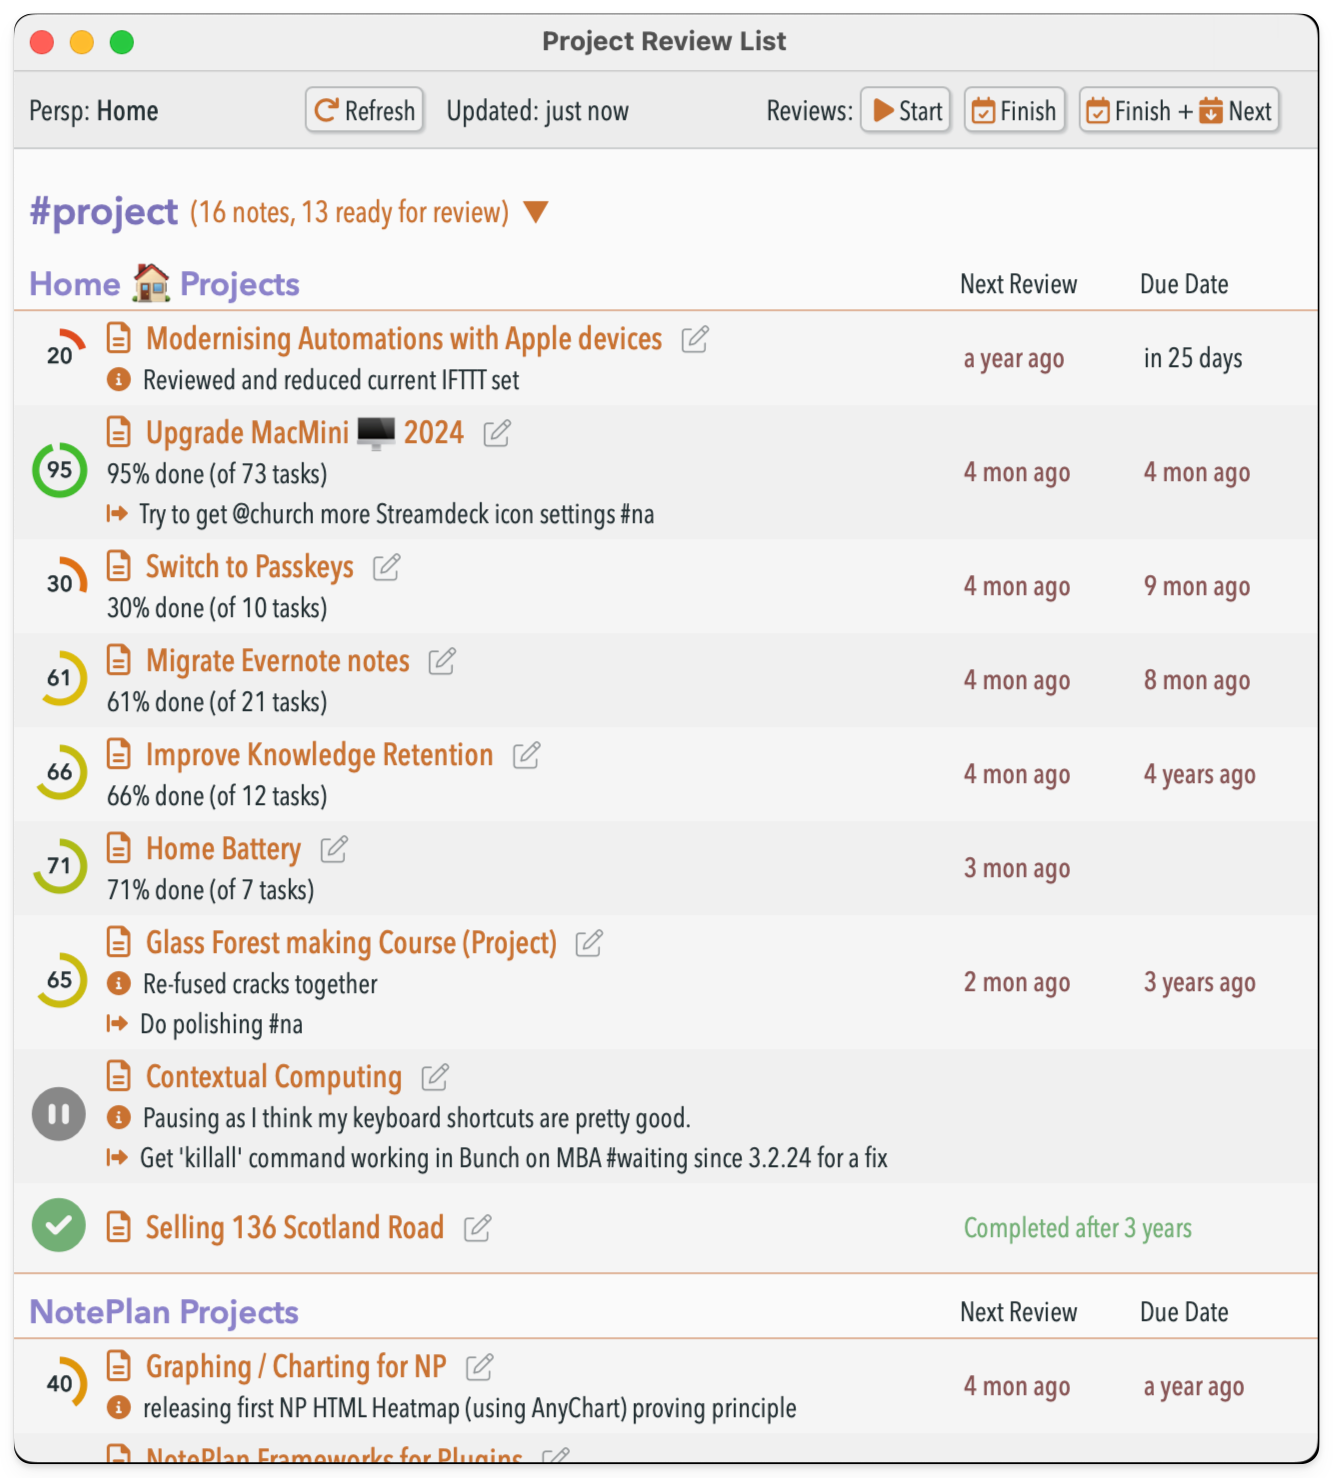 Project Review List
Persp: Home Refresh Updated: just now Reviews: Start Finish Finish + Next
#project (16 notes, 13 ready for review)
Home 🏠 Projects Next Review Due Date
20 Modernising Automations with Apple devices
Reviewed and reduced current IFTTT set
a year ago in 25 days
Upgrade MacMini 🖥️ 2024
95 95% done (of 73 tasks) 4 mon ago 4 mon ago
Try to get @church more Streamdeck icon settings #na
30 Switch to Passkeys
30% done (of 10 tasks)
4 mon ago 9 mon ago
61 Migrate Evernote notes
61% done (of 21 tasks)
4 mon ago 8 mon ago
66 Improve Knowledge Retention
66% done (of 12 tasks)
4 mon ago 4 years ago
71 Home Battery
71% done (of 7 tasks)
3 mon ago
Glass Forest making Course (Project)
65 Re-fused cracks together 2 mon ago 3 years ago
Do polishing #na
Contextual Computing
Pausing as I think my keyboard shortcuts are pretty good.
Get 'killall' command working in Bunch on MBA #waiting since 3.2.24 for a fix
Selling 136 Scotland Road Completed after 3 years
NotePlan Projects Next Review Due Date
40 Graphing / Charting for NP
releasing first NP HTML Heatmap (using AnyChart) proving principle
4 mon ago a year ago
NotePlan Frameworks for Plugins